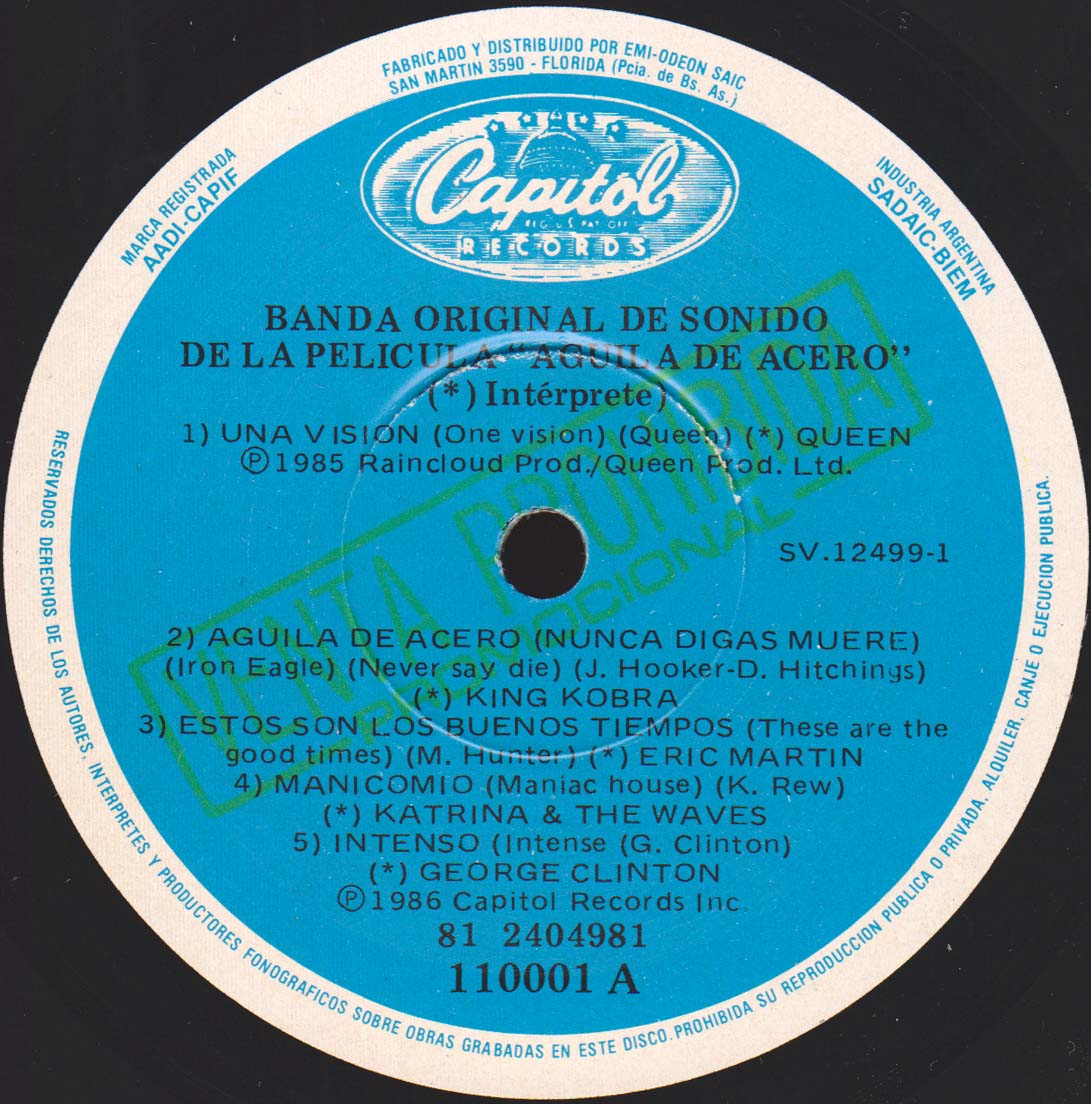 FABRICADO Y DISTRIBUIDO POR EMI-ODEON SAIC
SAN MARTIN 3590 - FLORIDA (Pcia. de Bs. As.)
MARCA REGISTRADA
AADI-CAPIF
INDUSTRIA ARGENTINA
SADAIC-BIEM
Capitol
REG. U.S. PAT. OFF.
RECORDS
BANDA ORIGINAL DE SONIDO
DE LA PELICULA “AGUILA DE ACERO”
(*) Intérprete)
1) UNA VISION (One vision) (Queen) (*) QUEEN
Ⓟ1985 Raincloud Prod./Queen Prod. Ltd.
VENTA PROHIBIDA
PROMOCIONAL
SV.12499-1
2) AGUILA DE ACERO (NUNCA DIGAS MUERE)
(Iron Eagle) (Never say die) (J. Hooker-D. Hitchings)
(*) KING KOBRA
3) ESTOS SON LOS BUENOS TIEMPOS (These are the
good times) (M. Hunter) (*) ERIC MARTIN
4) MANICOMIO (Maniac house) (K. Rew)
(*) KATRINA & THE WAVES
5) INTENSO (Intense (G. Clinton)
(*) GEORGE CLINTON
Ⓟ1986 Capitol Records Inc.
81 2404981
110001 A
RESERVADOS DERECHOS DE LOS AUTORES, INTERPRETES Y PRODUCTORES FONOGRAFICOS SOBRE OBRAS GRABADAS EN ESTE DISCO. PROHIBIDA SU REPRODUCCION PUBLICA O PRIVADA, ALQUILER, CANJE O EJECUCION PUBLICA.